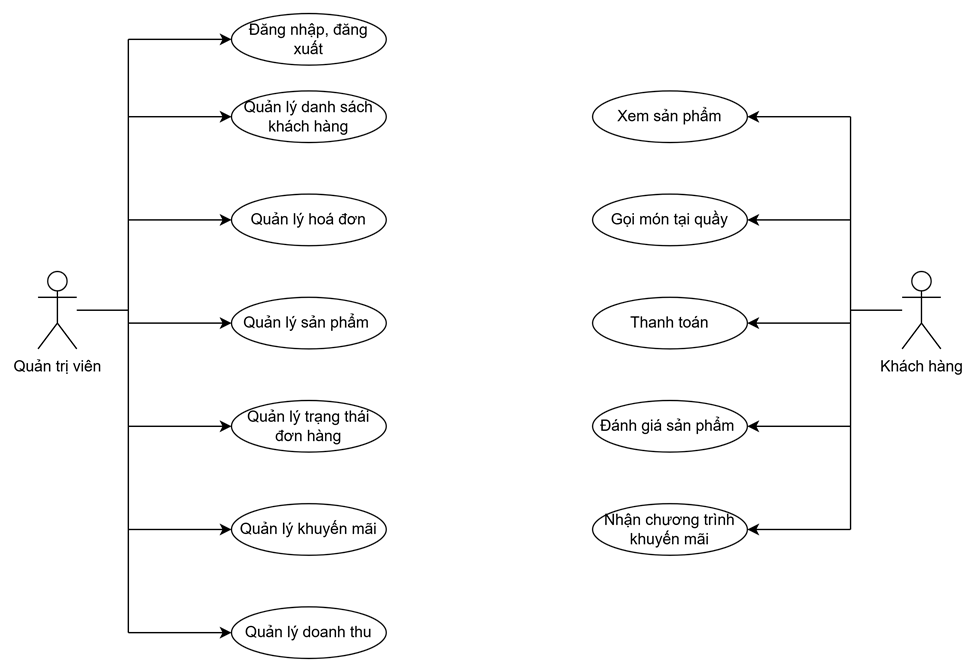 Đăng nhập, đăng
xuất
Quản lý danh sách
khách hàng
Quản lý hoá đơn
Quản lý sản phẩm
Quản trị viên
Quản lý trạng thái
đơn hàng
Quản lý khuyến mãi
Quản lý doanh thu
Xem sản phẩm
Gọi món tại quầy
Thanh toán
Khách hàng
Đánh giá sản phẩm
Nhận chương trình
khuyến mãi